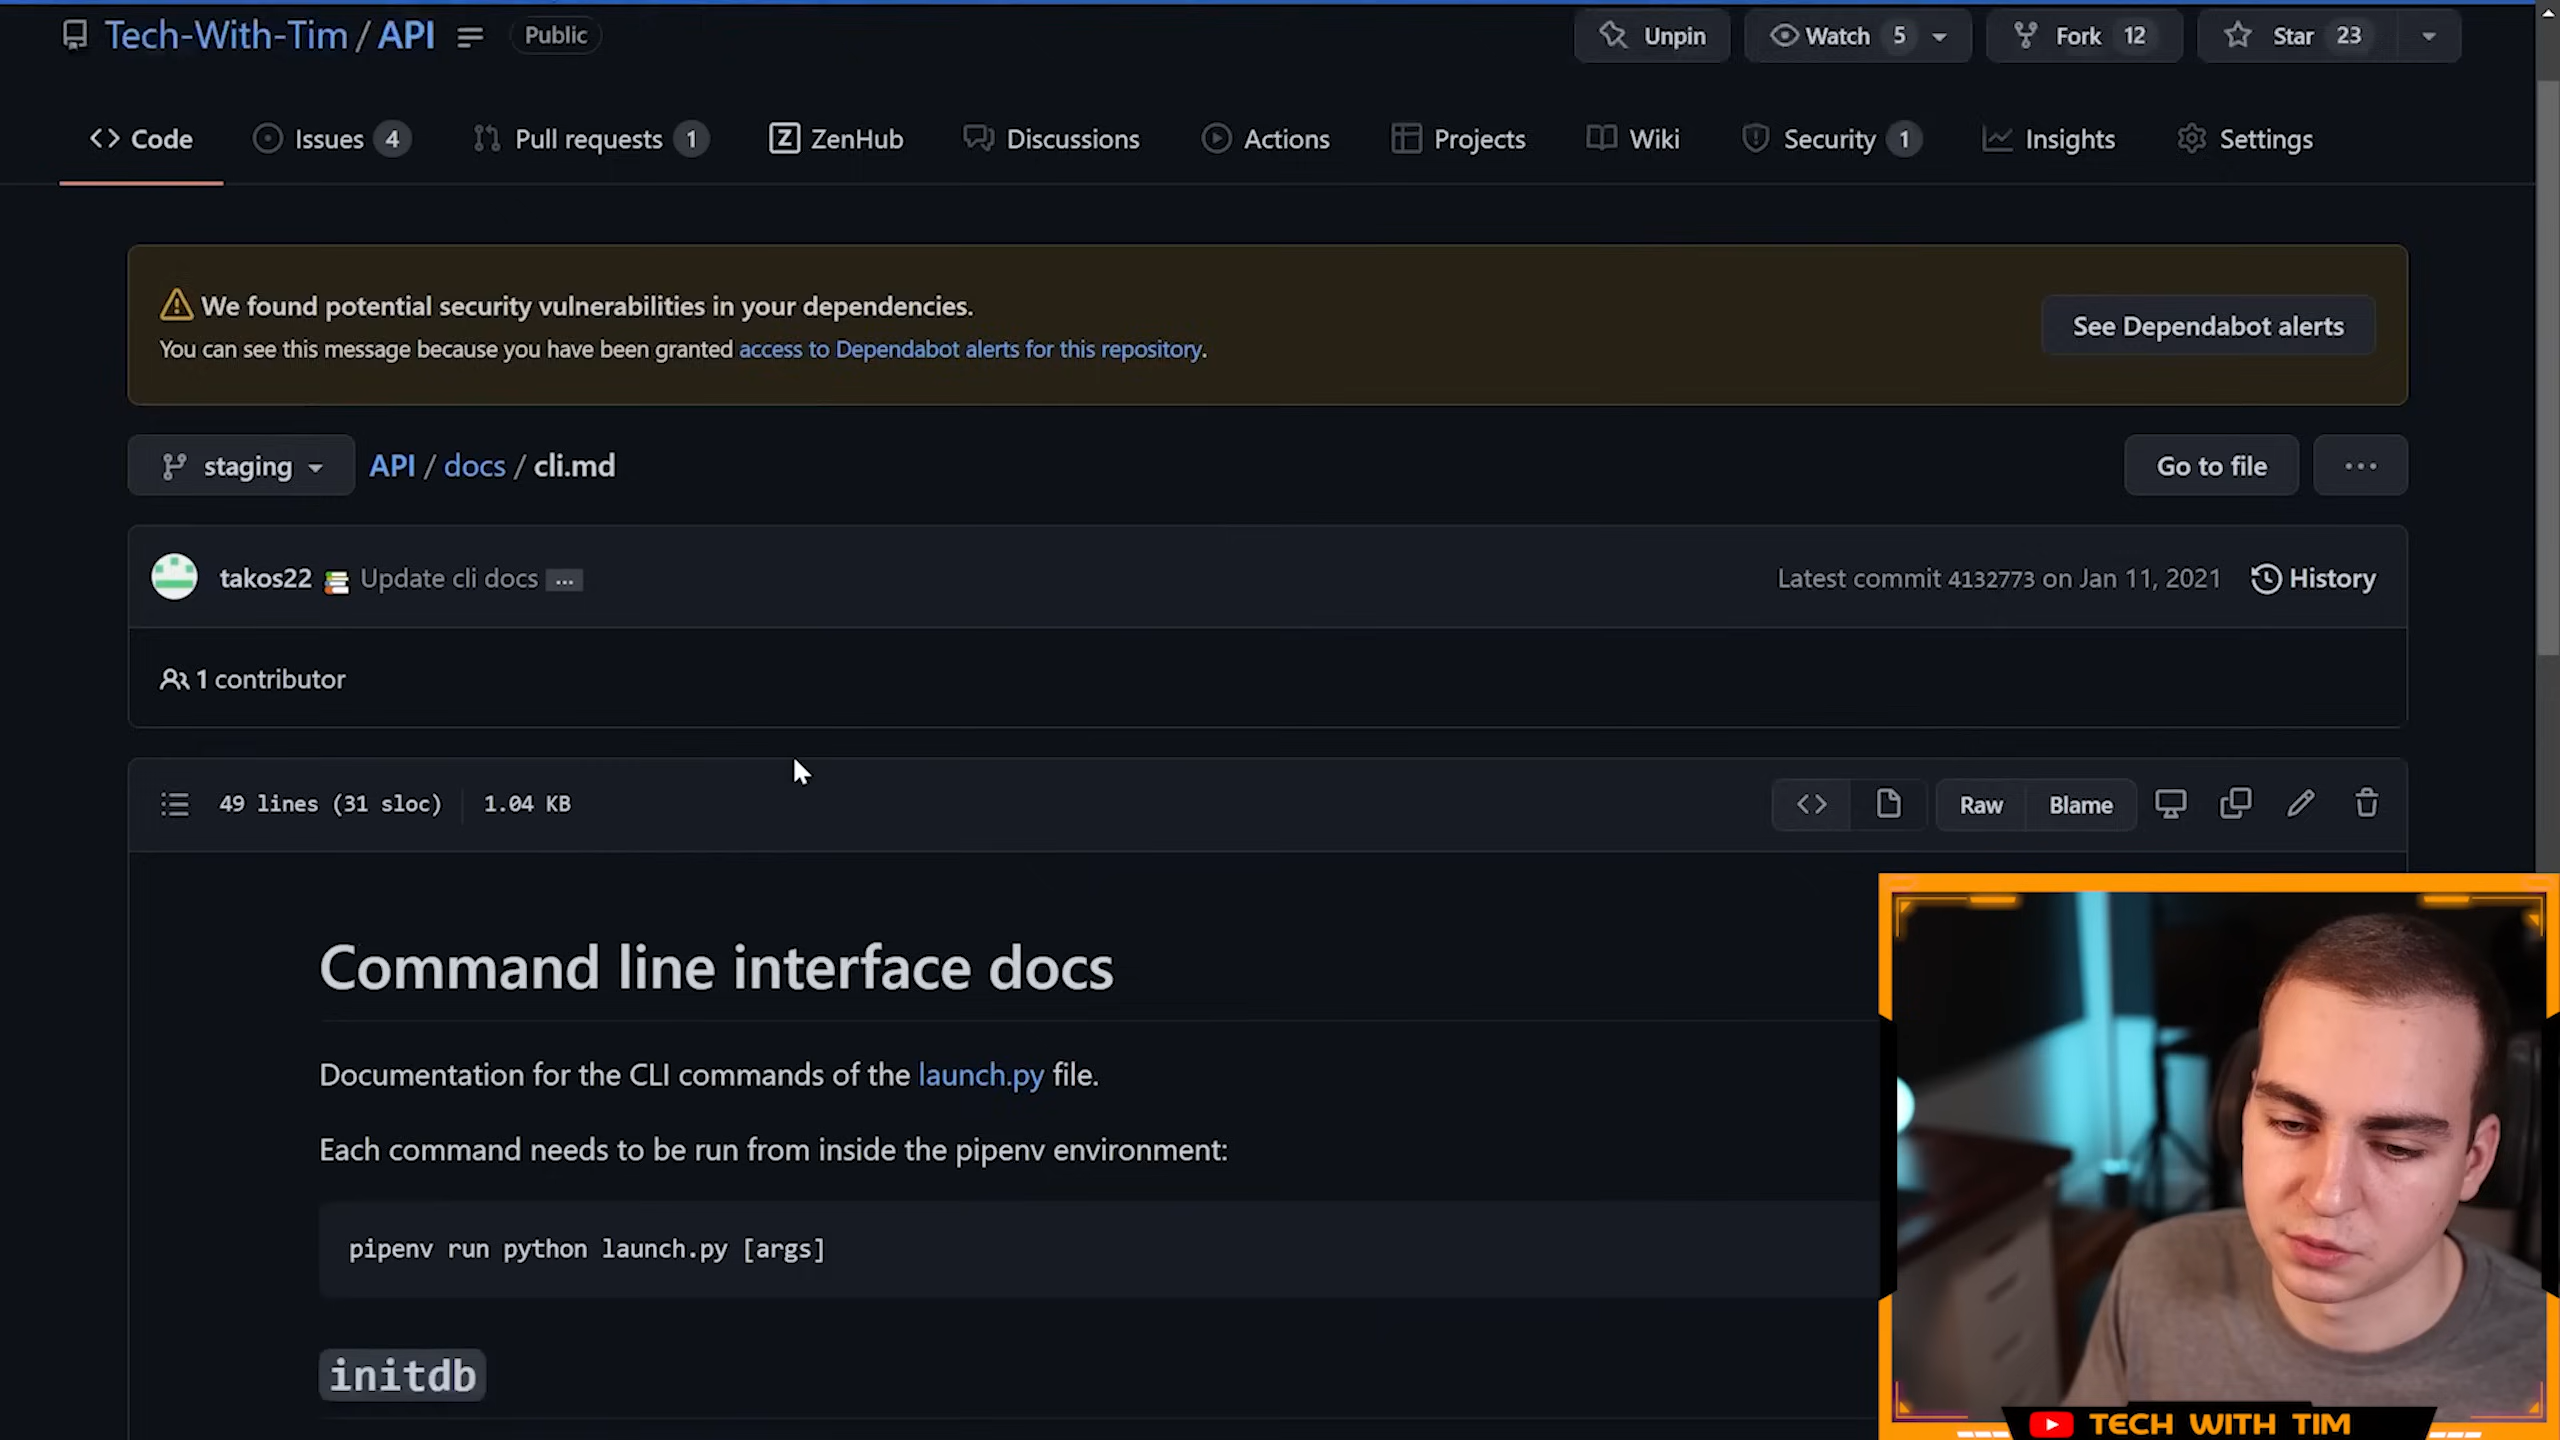 Tech-With-Tim / API Public Unpin Watch 5 Fork 12 Star 23
Code Issues 4 Pull requests 1 ZenHub Discussions Actions Projects Wiki Security 1 Insights Settings
We found potential security vulnerabilities in your dependencies.
You can see this message because you have been granted access to Dependabot alerts for this repository.
See Dependabot alerts
staging API / docs / cli.md Go to file ...
takos22 Update cli docs ... Latest commit 4132773 on Jan 11, 2021 History
1 contributor
49 lines (31 sloc) 1.04 KB Raw Blame
Command line interface docs
Documentation for the CLI commands of the launch.py file.
Each command needs to be run from inside the pipenv environment:
pipenv run python launch.py [args]
initdb
TECH WITH TIM